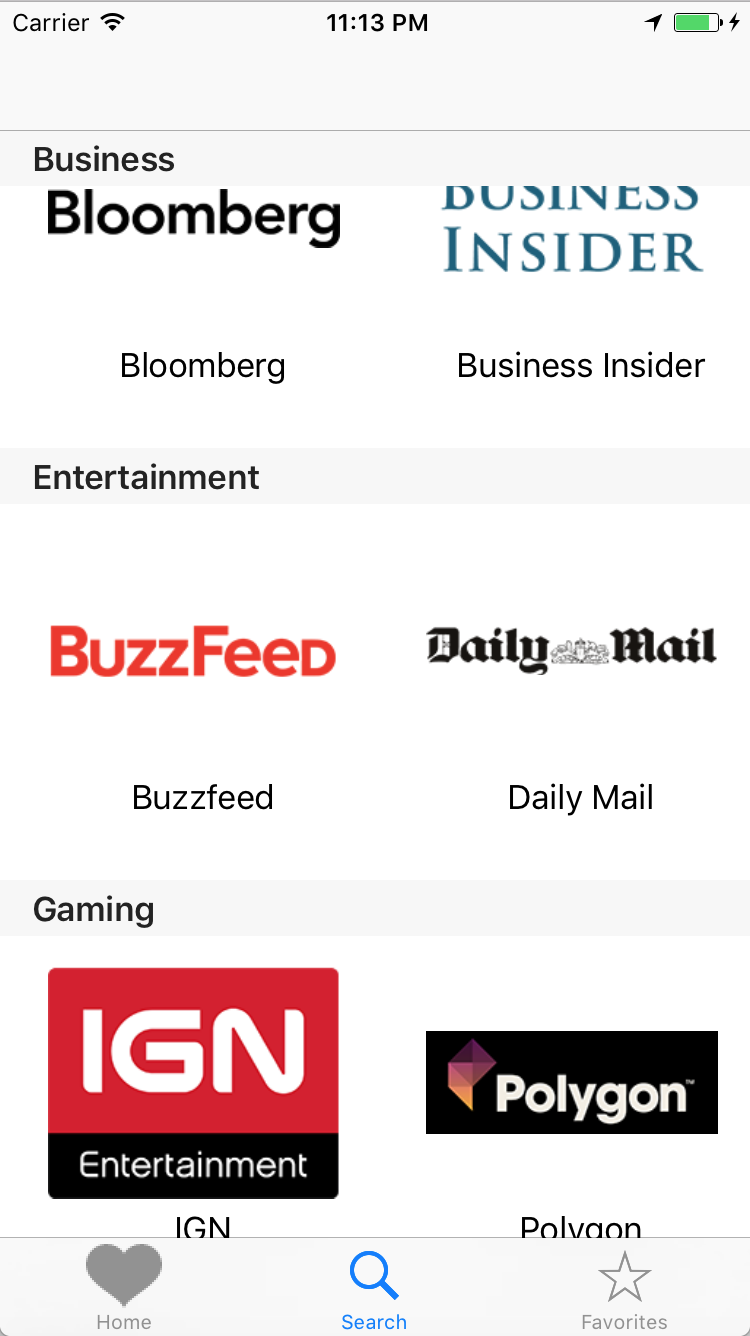 Carrier 11:13 PM
Business
Bloomberg BUSINESS
INSIDER
Bloomberg Business Insider
Entertainment
BUZZFEED Daily Mail
Buzzfeed Daily Mail
Gaming
IGN
Entertainment
Polygon™
IGN Polygon
Home Search Favorites